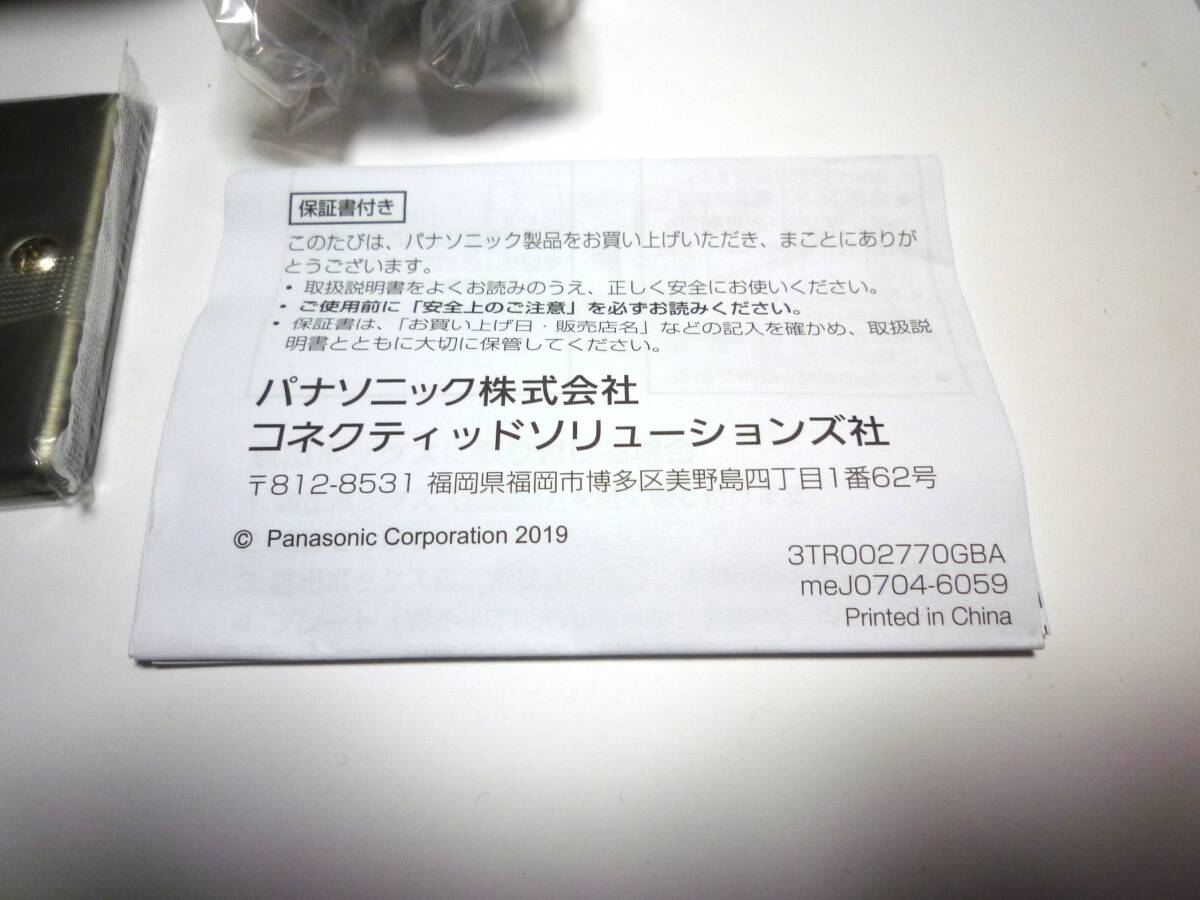 保証書付き
このたびは、パナソニック製品をお買い上げいただき、まことにありが
とうございます。
・取扱説明書をよくお読みのうえ、正しく安全にお使いください。
・ご使用前に「安全上のご注意」を必ずお読みください。
・保証書は、「お買い上げ日・販売店名」などの記入を確かめ、取扱説
明書とともに大切に保管してください。
パナソニック株式会社
コネクティッドソリューションズ社
〒812-8531 福岡県福岡市博多区美野島四丁目1番62号
© Panasonic Corporation 2019
3TR002770GBA
meJ0704-6059
Printed in China